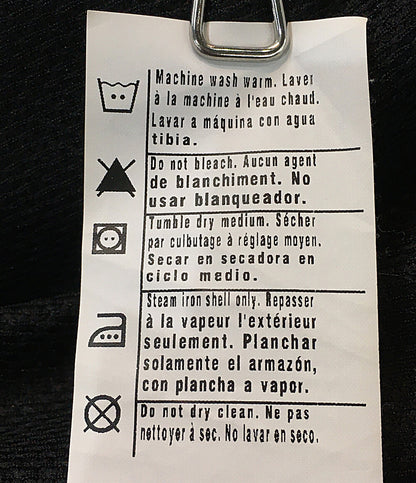 Machine wash warm. Laver
à la machine à l'eau chaud.
Lavar a máquina con agua
tibia.
Do not bleach. Aucun agent
de blanchiment. No
usar blanqueador.
Tumble dry medium. Sécher
par culbutage à réglage moyen.
Secar en secadora en
ciclo medio.
Steam iron shell only. Repasser
à la vapeur l'extérieur
seulement. Planchar
solamente el armazón,
con plancha a vapor.
Do not dry clean. Ne pas
nettoyer à sec. No lavar en seco.